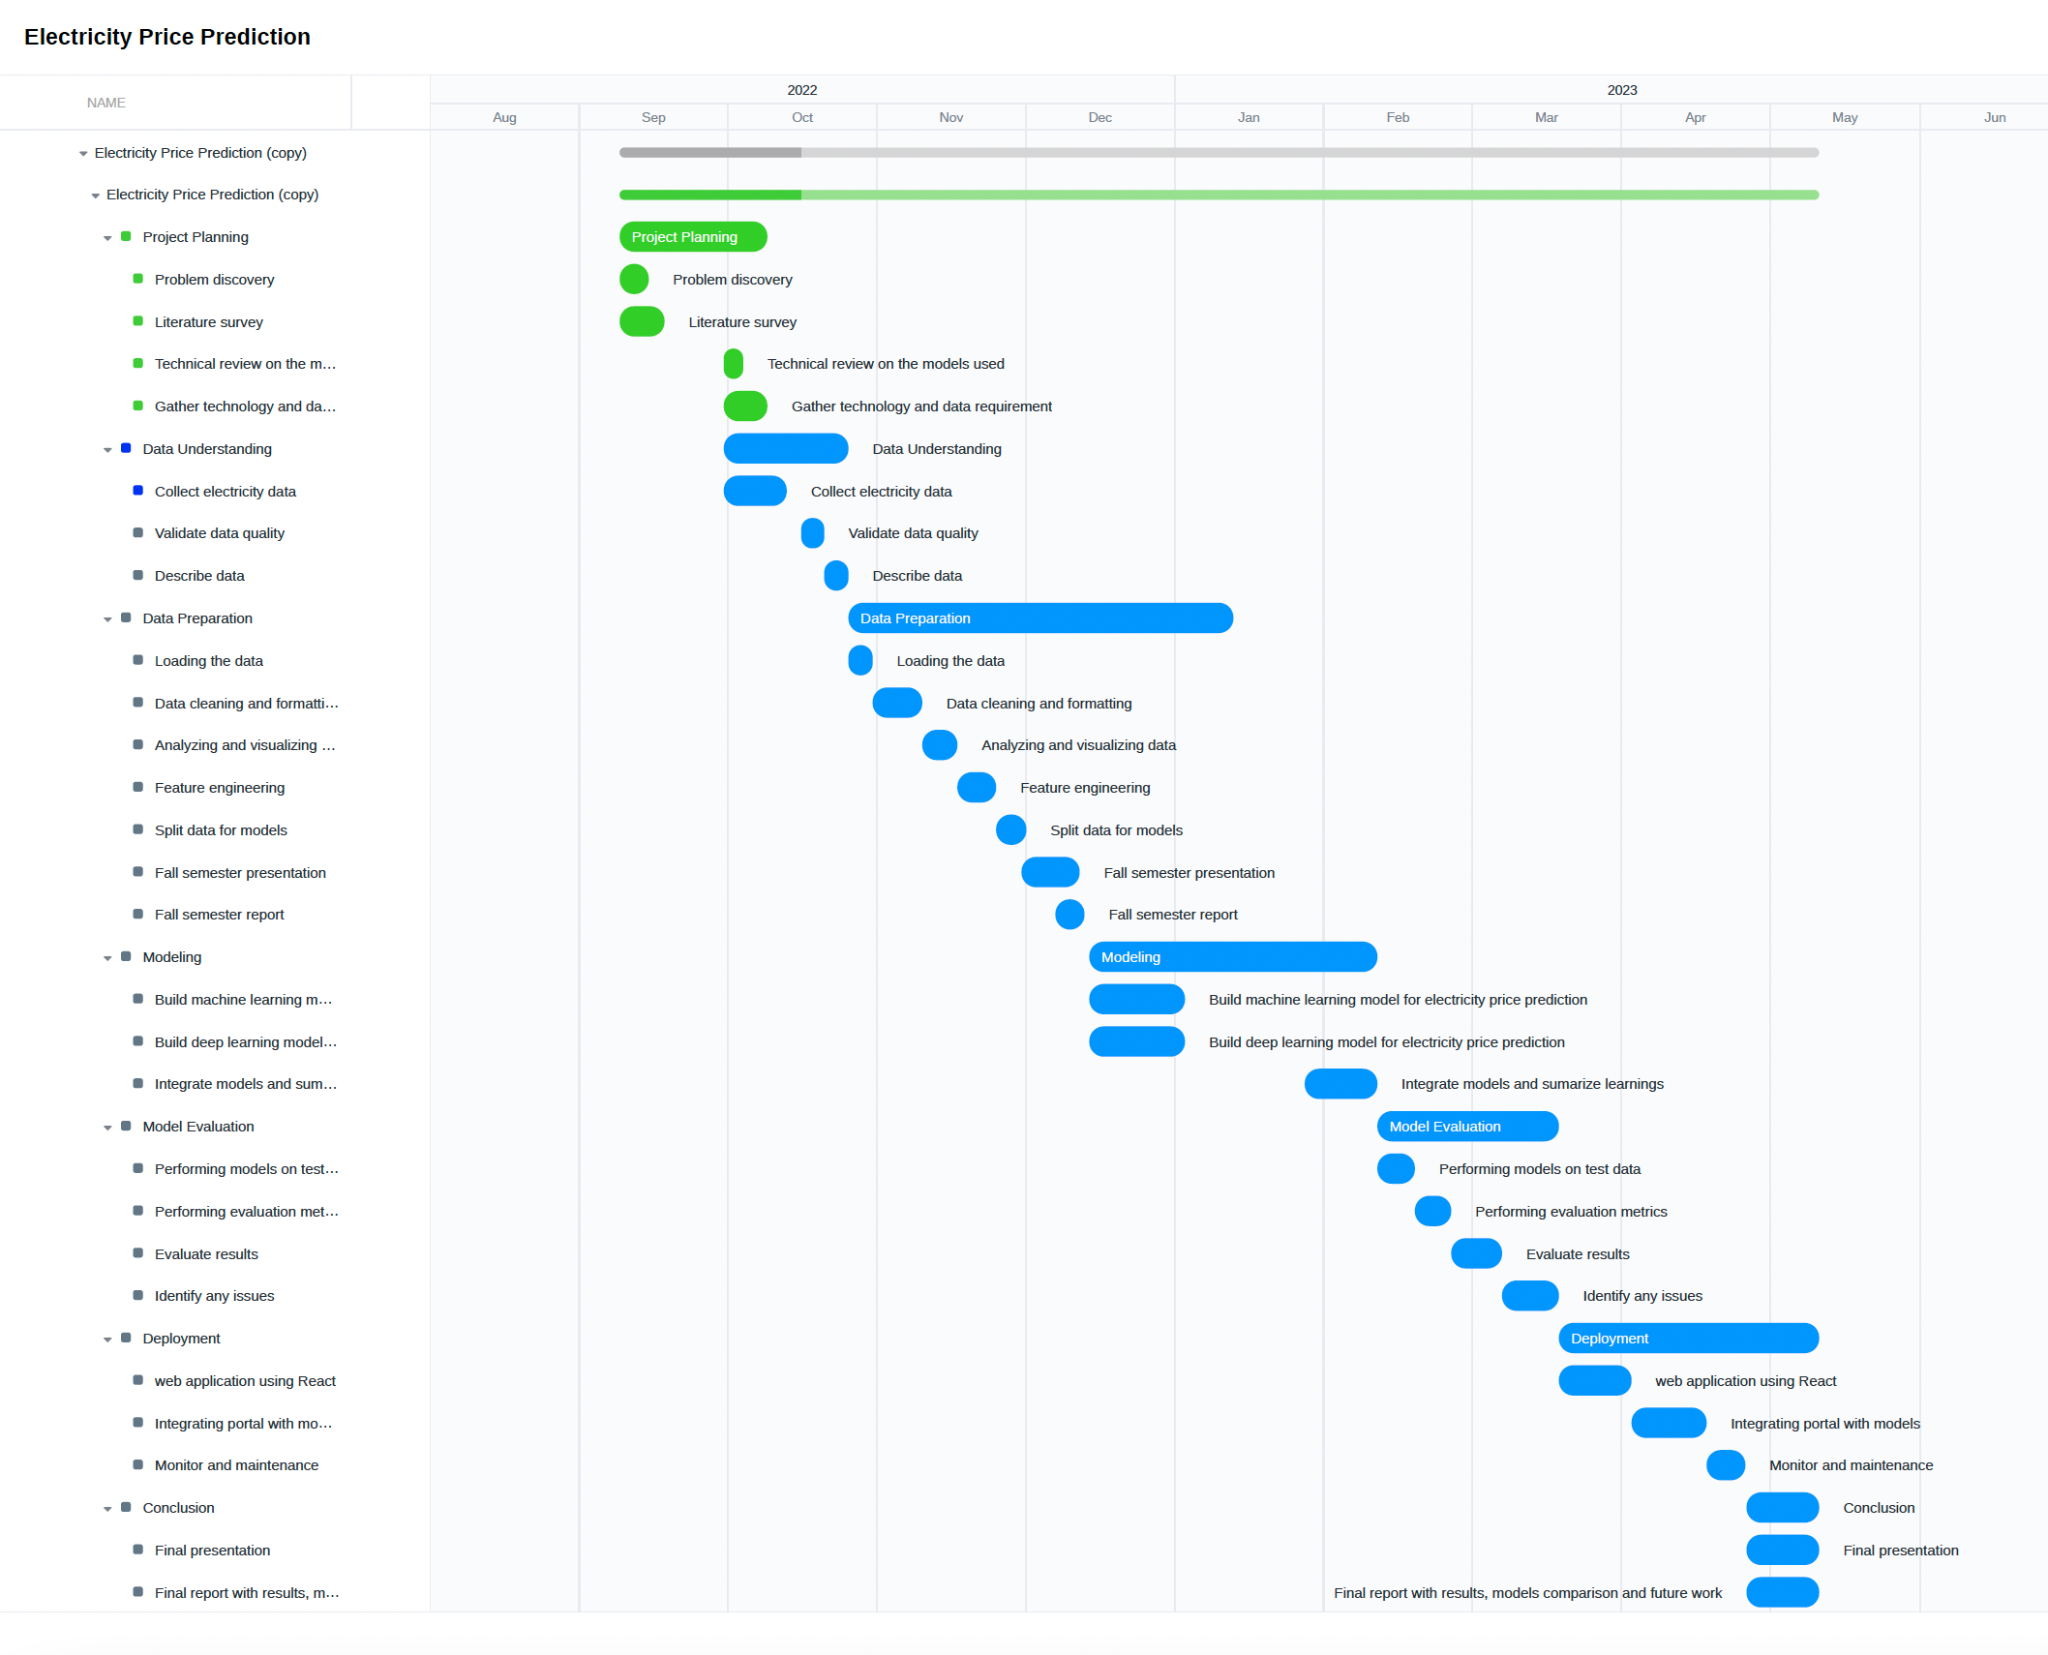 Electricity Price Prediction
NAME
2022 2023
Aug Sep Oct Nov Dec Jan Feb Mar Apr May Jun
Electricity Price Prediction (copy)
Electricity Price Prediction (copy)
Project Planning Project Planning
Problem discovery Problem discovery
Literature survey Literature survey
Technical review on the m... Technical review on the models used
Gather technology and da... Gather technology and data requirement
Data Understanding Data Understanding
Collect electricity data Collect electricity data
Validate data quality Validate data quality
Describe data Describe data
Data Preparation Data Preparation
Loading the data Loading the data
Data cleaning and formatti... Data cleaning and formatting
Analyzing and visualizing ... Analyzing and visualizing data
Feature engineering Feature engineering
Split data for models Split data for models
Fall semester presentation Fall semester presentation
Fall semester report Fall semester report
Modeling Modeling
Build machine learning m... Build machine learning model for electricity price prediction
Build deep learning model... Build deep learning model for electricity price prediction
Integrate models and sum... Integrate models and sumarize learnings
Model Evaluation Model Evaluation
Performing models on test... Performing models on test data
Performing evaluation met... Performing evaluation metrics
Evaluate results Evaluate results
Identify any issues Identify any issues
Deployment Deployment
web application using React web application using React
Integrating portal with mo... Integrating portal with models
Monitor and maintenance Monitor and maintenance
Conclusion Conclusion
Final presentation Final presentation
Final report with results, m... Final report with results, models comparison and future work